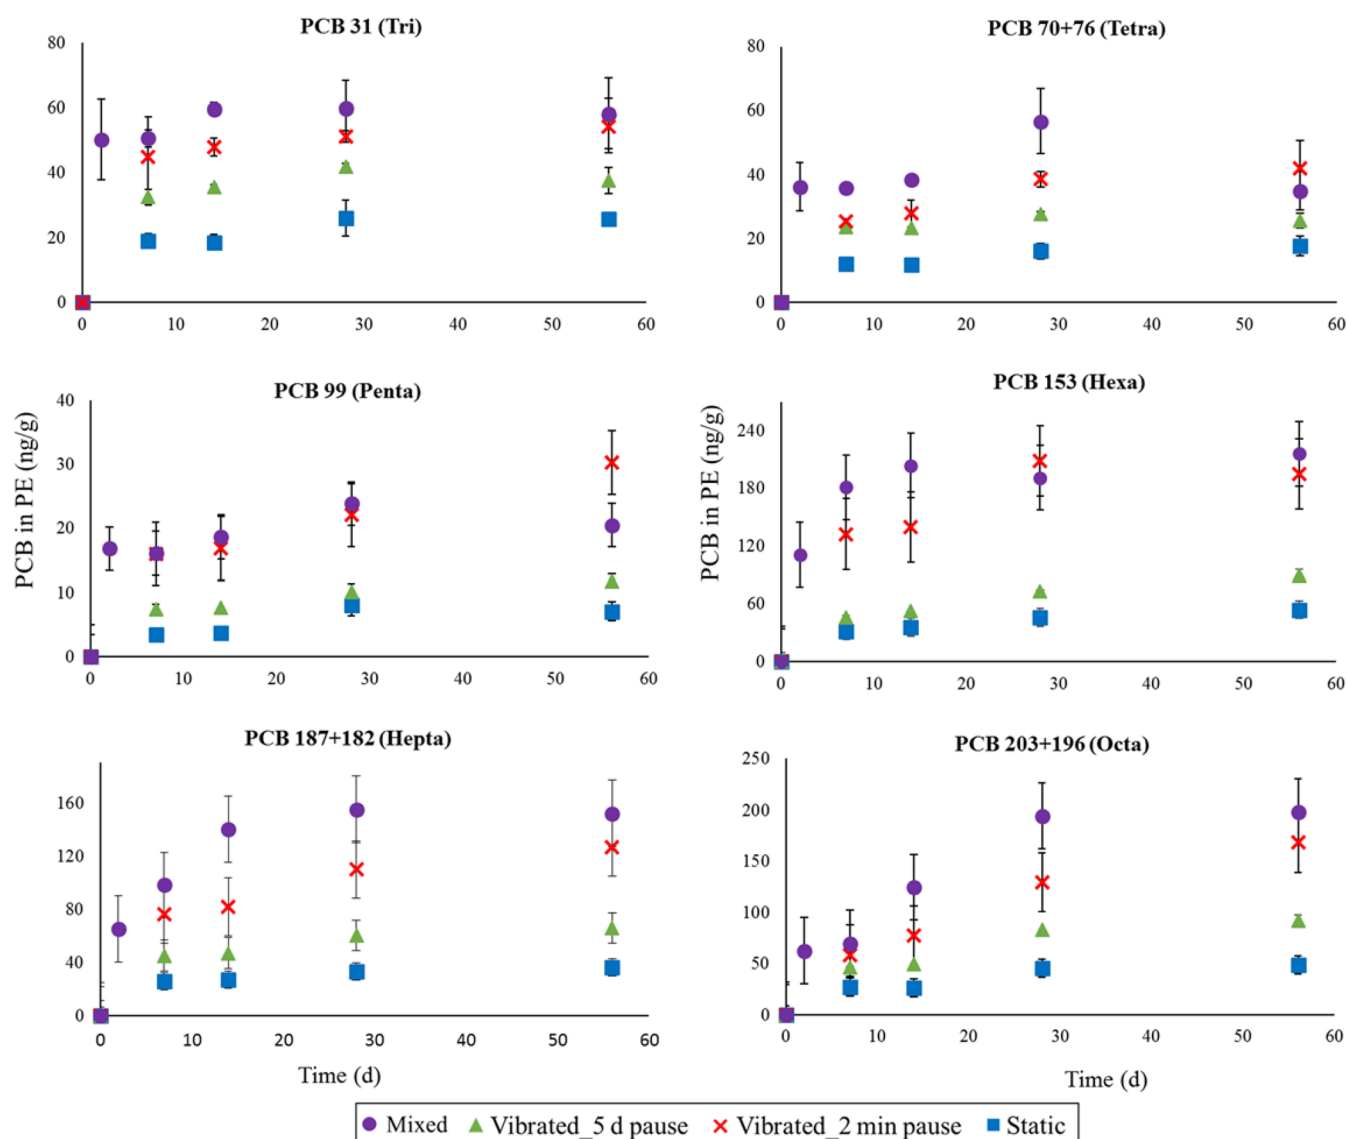 PCB 31 (Tri)
80
60
40
20
0
0 10 20 30 40 50 60
PCB 70+76 (Tetra)
80
60
40
20
0
0 10 20 30 40 50 60
PCB in PE (ng/g)
PCB 99 (Penta)
40
30
20
10
0
0 10 20 30 40 50 60
PCB in PE (ng/g)
PCB 153 (Hexa)
240
180
120
60
0
0 10 20 30 40 50 60
PCB 187+182 (Hepta)
160
120
80
40
0
0 10 20 30 40 50 60
Time (d)
PCB 203+196 (Octa)
250
200
150
100
50
0
0 10 20 30 40 50 60
Time (d)
Mixed Vibrated_5 d pause Vibrated_2 min pause Static